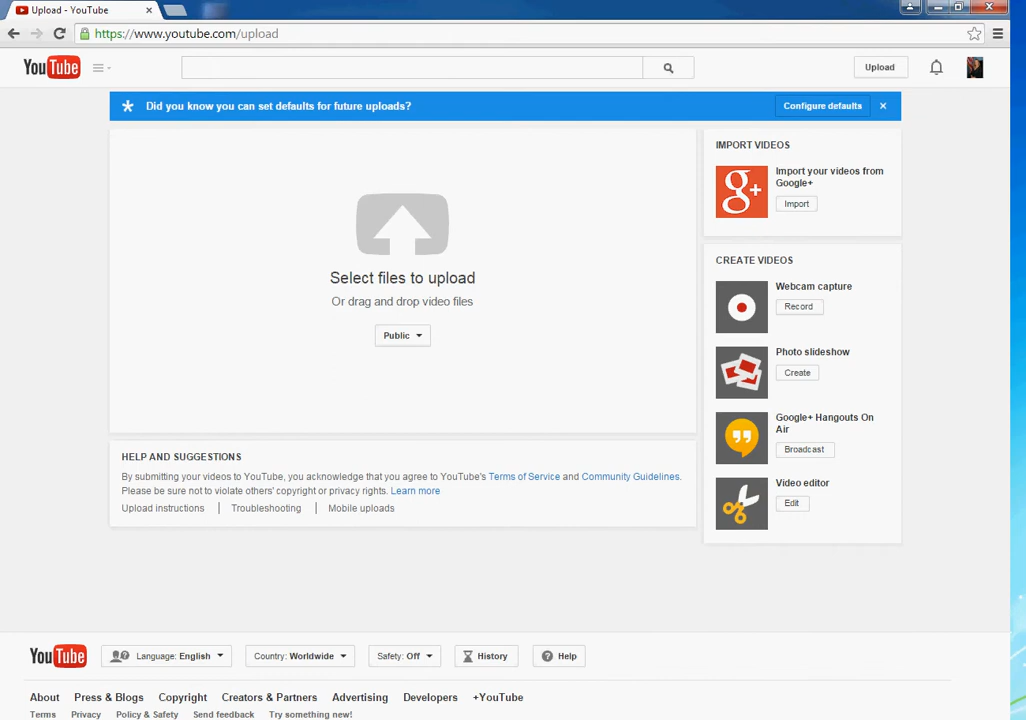 Upload - YouTube
https://www.youtube.com/upload
YouTube
Upload
Did you know you can set defaults for future uploads?
Configure defaults
Select files to upload
Or drag and drop video files
Public
IMPORT VIDEOS
g+
Import your videos from
Google+
Import
CREATE VIDEOS
Webcam capture
Record
Photo slideshow
Create
Google+ Hangouts On
Air
Broadcast
Video editor
Edit
HELP AND SUGGESTIONS
By submitting your videos to YouTube, you acknowledge that you agree to YouTube's Terms of Service and Community Guidelines.
Please be sure not to violate others' copyright or privacy rights. Learn more
Upload instructions | Troubleshooting | Mobile uploads
YouTube
Language: English
Country: Worldwide
Safety: Off
History
Help
About Press & Blogs Copyright Creators & Partners Advertising Developers +YouTube
Terms Privacy Policy & Safety Send feedback Try something new!